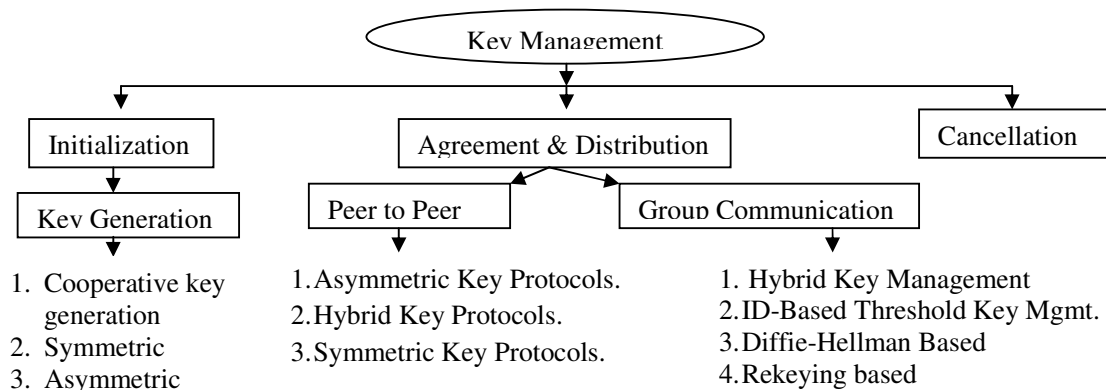 Key Management
Initialization
Agreement & Distribution
Cancellation
Key Generation
Peer to Peer
Group Communication
1. Cooperative key
generation
2. Symmetric
3. Asymmetric
1.Asymmetric Key Protocols.
2.Hybrid Key Protocols.
3.Symmetric Key Protocols.
1. Hybrid Key Management
2.ID-Based Threshold Key Mgmt.
3.Diffie-Hellman Based
4.Rekeying based